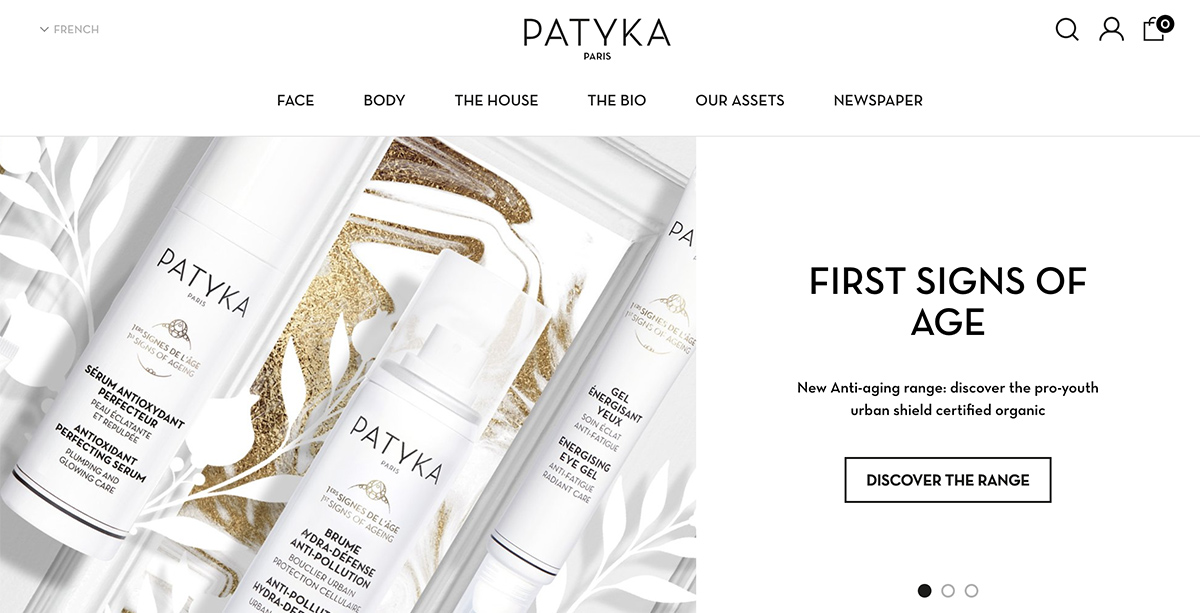 FRENCH
PATYKA
PARIS
0
FACE
BODY
THE HOUSE
THE BIO
OUR ASSETS
NEWSPAPER
PATYKA
PARIS
1ERS SIGNES DE L'ÂGE
1ST SIGNS OF AGEING
SÉRUM ANTIOXYDANT
PERFECTEUR
PEAU ÉCLATANTE
ET REPULPÉE
ANTIOXIDANT
PERFECTING SERUM
PLUMPING AND
GLOWING CARE
PATYKA
PARIS
1ERS SIGNES DE L'ÂGE
1ST SIGNS OF AGEING
BRUME
HYDRA-DÉFENSE
ANTI-POLLUTION
BOUCLIER URBAIN
PROTECTION CELLULAIRE
ANTI-POLLU
HYDRA-DE
URBAN
PA
1ERS SIGNES DE L'ÂGE
1ST SIGNS OF AGEING
GEL
ÉNERGISANT
YEUX
SOIN ÉCLAT
ANTI-FATIGUE
ENERGISING
EYE GEL
ANTI-FATIGUE
RADIANT CARE
FIRST SIGNS OF
AGE
New Anti-aging range: discover the pro-youth
urban shield certified organic
DISCOVER THE RANGE